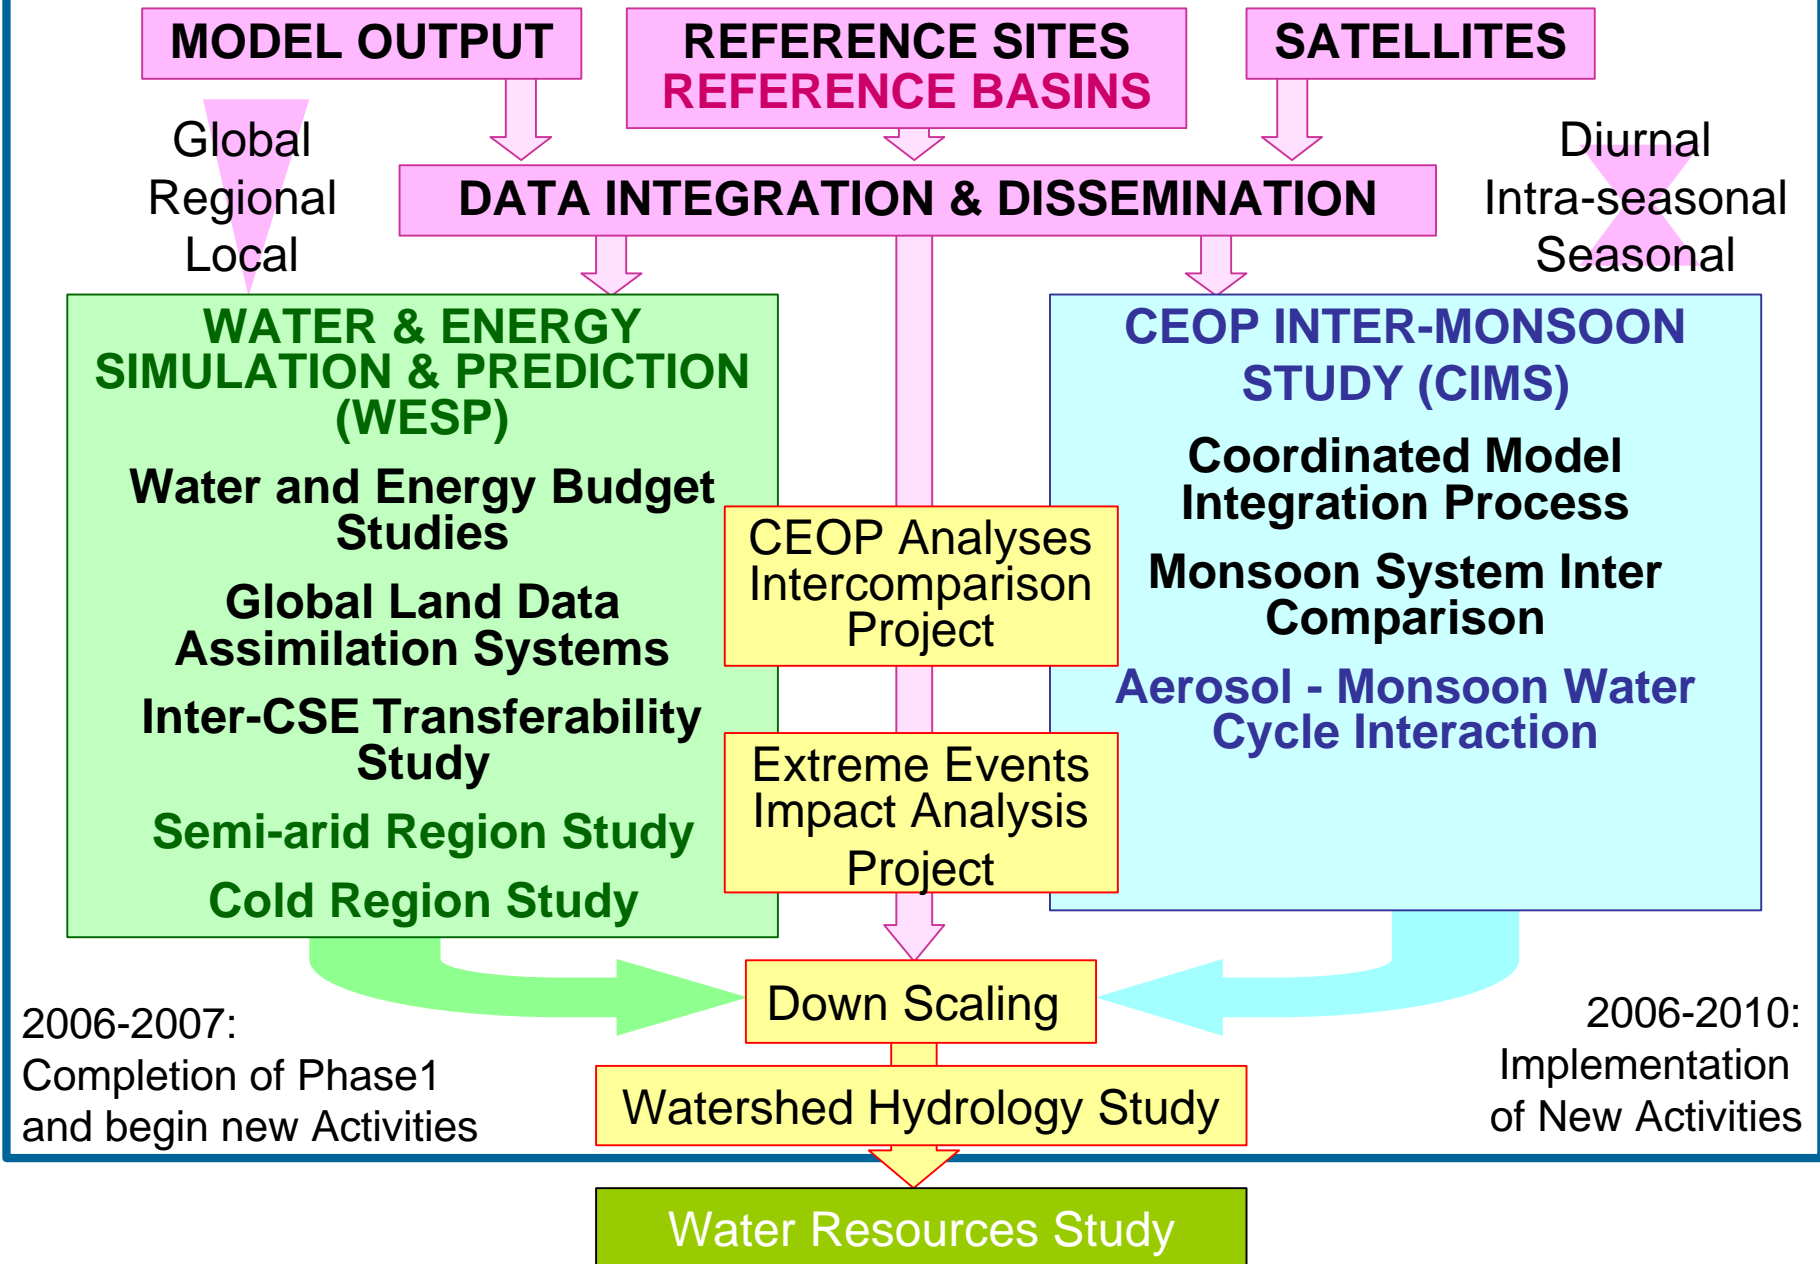 MODEL OUTPUT
REFERENCE SITES
REFERENCE BASINS
SATELLITES
Global
Regional
Local
DATA INTEGRATION & DISSEMINATION
Diurnal
Intra-seasonal
Seasonal
WATER & ENERGY
SIMULATION & PREDICTION
(WESP)
Water and Energy Budget
Studies
Global Land Data
Assimilation Systems
Inter-CSE Transferability
Study
Semi-arid Region Study
Cold Region Study
CEOP Analyses
Intercomparison
Project
Extreme Events
Impact Analysis
Project
CEOP INTER-MONSOON
STUDY (CIMS)
Coordinated Model
Integration Process
Monsoon System Inter
Comparison
Aerosol - Monsoon Water
Cycle Interaction
Down Scaling
2006-2007:
Completion of Phase1
and begin new Activities
Watershed Hydrology Study
2006-2010:
Implementation
of New Activities
Water Resources Study